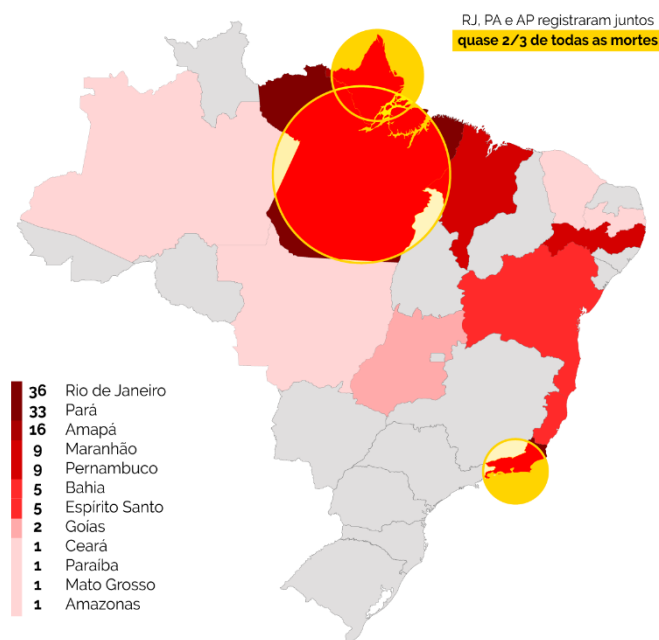 RJ, PA e AP registraram juntos
quase 2/3 de todas as mortes
36 Rio de Janeiro
33 Pará
16 Amapá
9 Maranhão
9 Pernambuco
5 Bahia
5 Espírito Santo
2 Goías
1 Ceará
1 Paraíba
1 Mato Grosso
1 Amazonas